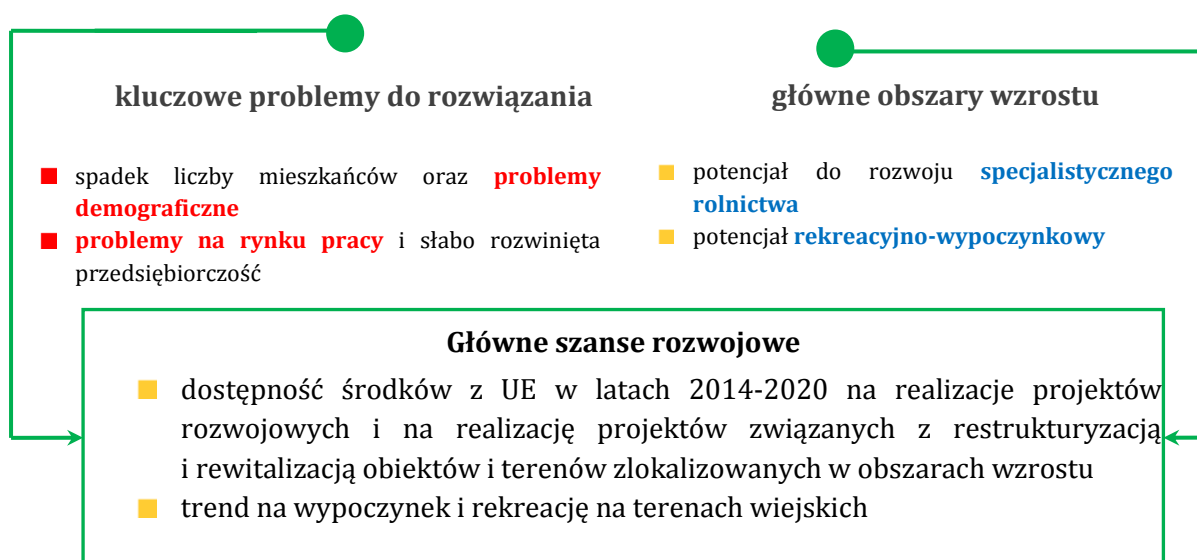 kluczowe problemy do rozwiązania
spadek liczby mieszkańców oraz problemy
demograficzne
problemy na rynku pracy i słabo rozwinięta
przedsiębiorczość
główne obszary wzrostu
potencjał do rozwoju specjalistycznego
rolnictwa
potencjał rekreacyjno-wypoczynkowy
Główne szanse rozwojowe
dostępność środków z UE w latach 2014-2020 na realizacje projektów
rozwojowych i na realizację projektów związanych z restrukturyzacją
i rewitalizacją obiektów i terenów zlokalizowanych w obszarach wzrostu
trend na wypoczynek i rekreację na terenach wiejskich